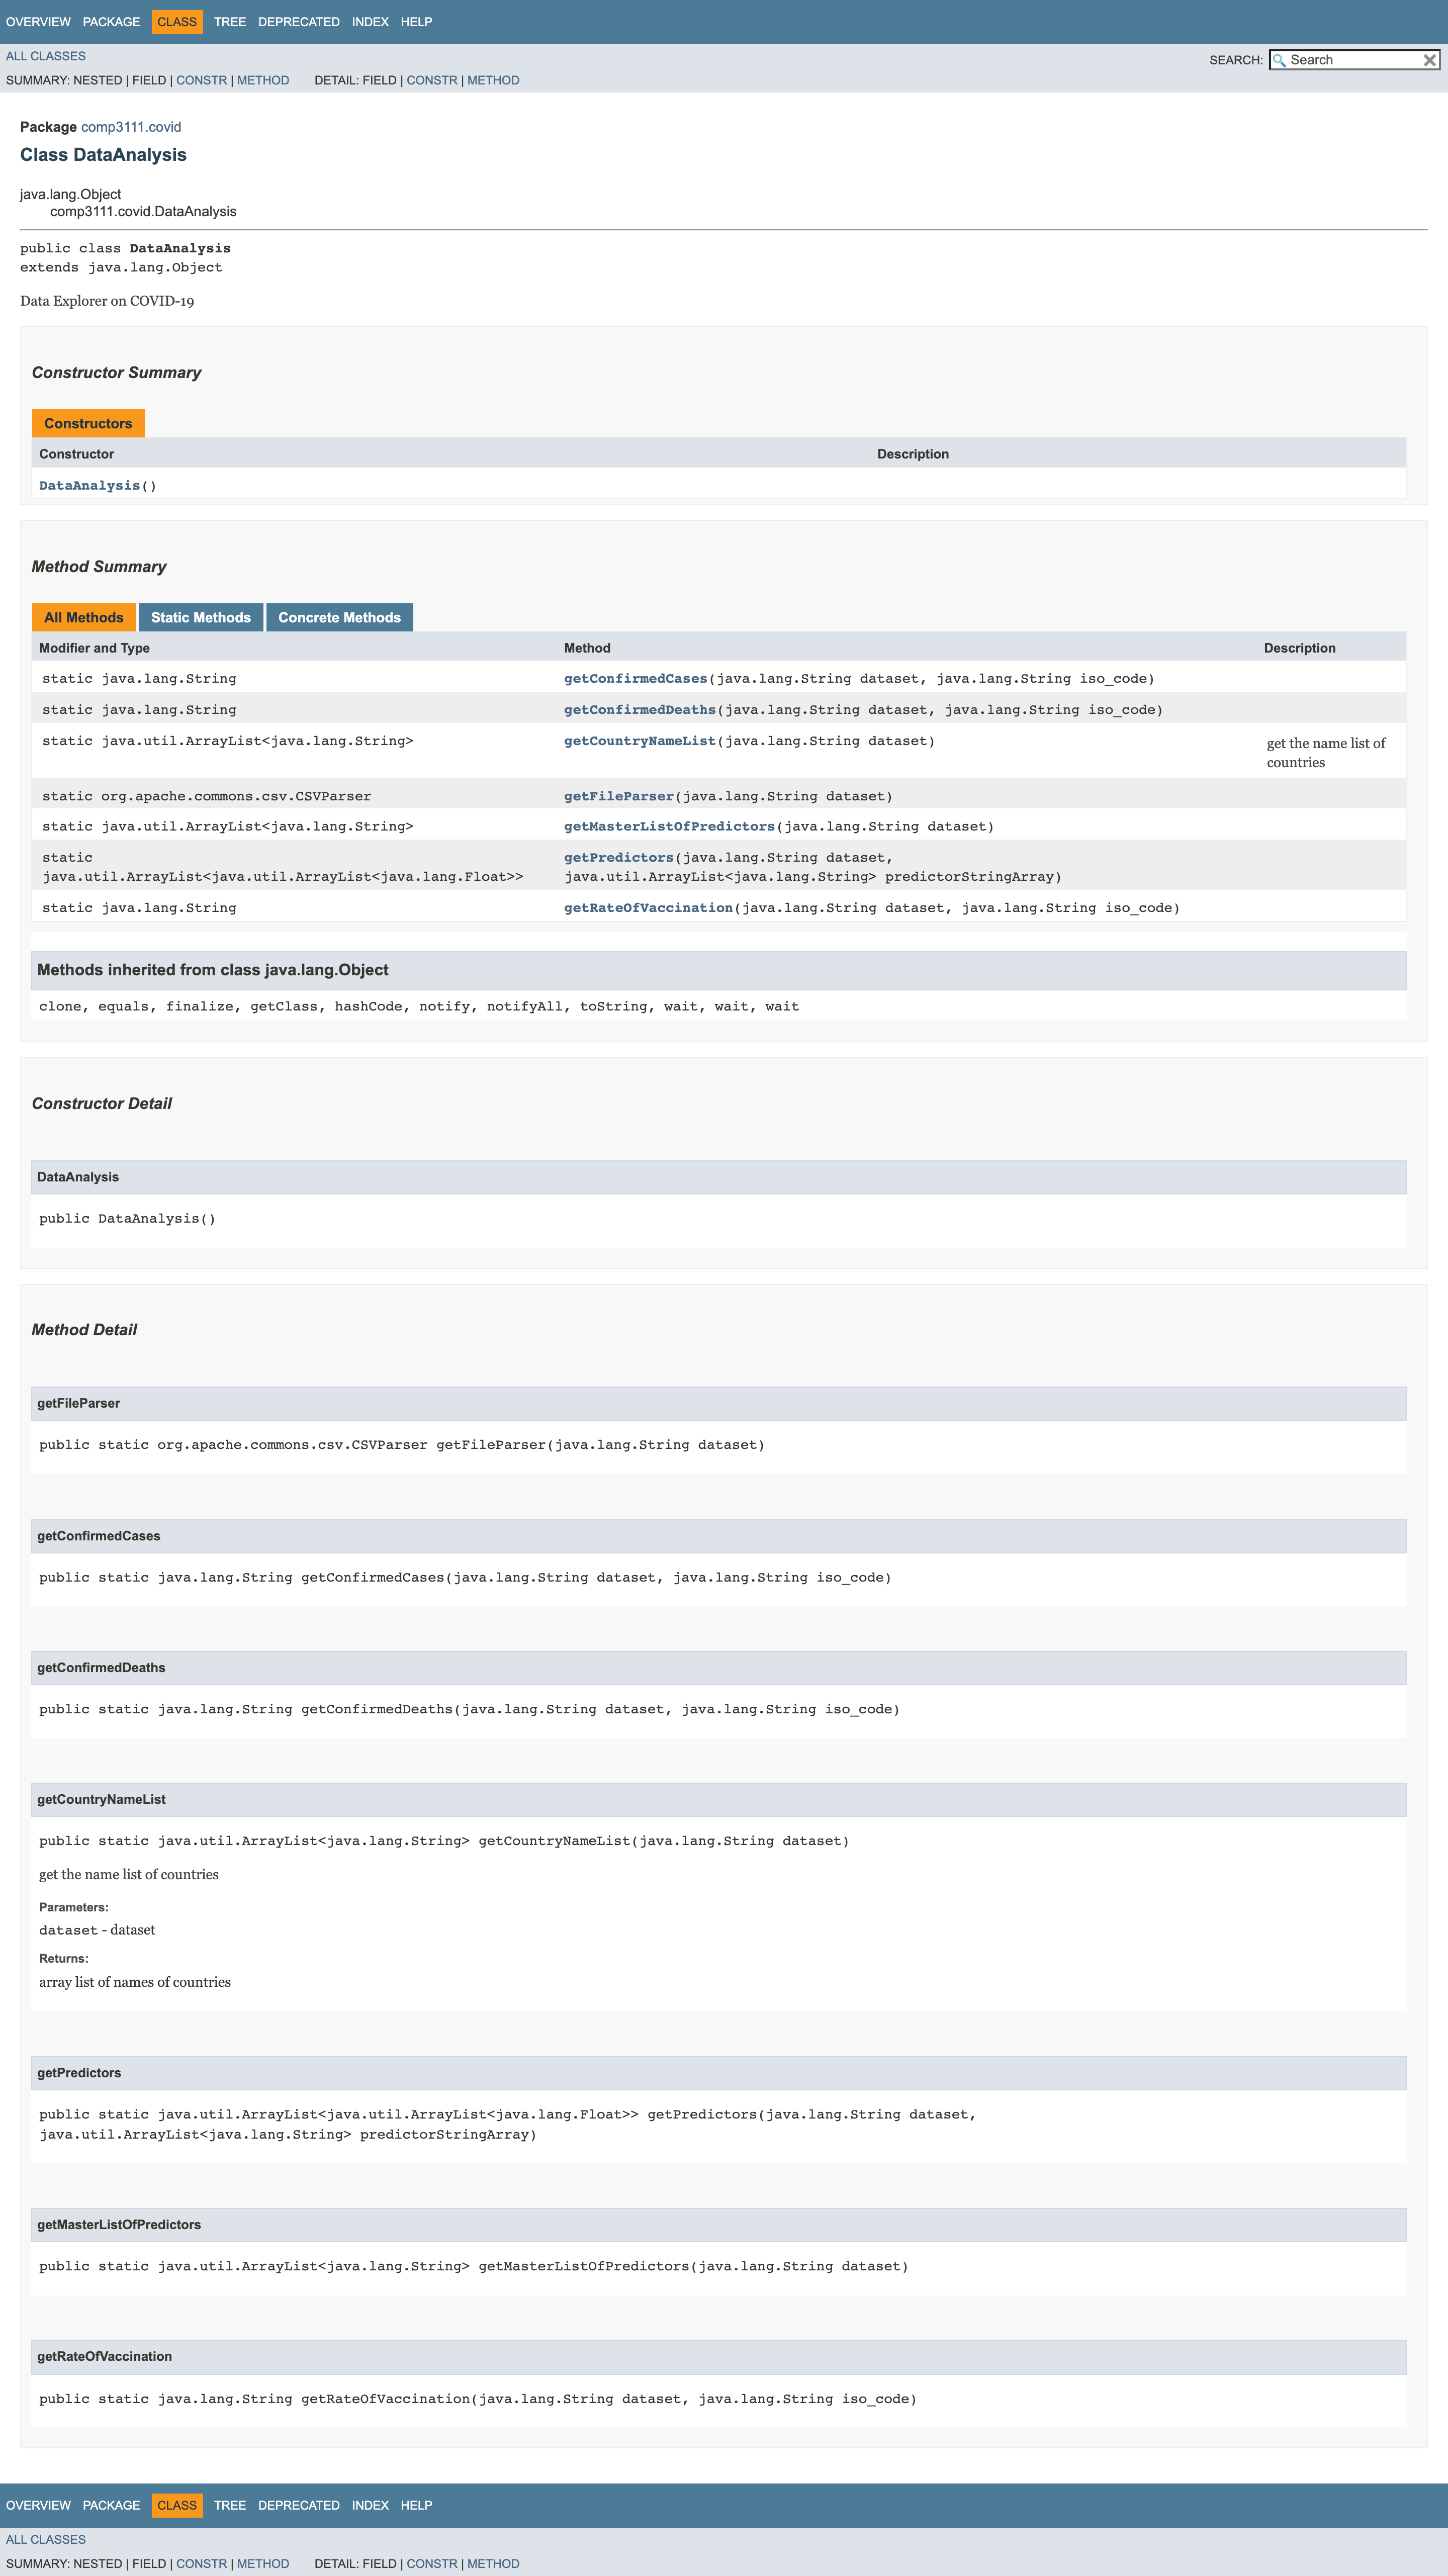 OVERVIEW PACKAGE CLASS TREE DEPRECATED INDEX HELP
ALL CLASSES
SEARCH: Search
SUMMARY: NESTED | FIELD | CONSTR | METHOD DETAIL: FIELD | CONSTR | METHOD
Package comp3111.covid
Class DataAnalysis
java.lang.Object
comp3111.covid.DataAnalysis
public class DataAnalysis
extends java.lang.Object
Data Explorer on COVID-19
Constructor Summary
Constructors
Constructor Description
DataAnalysis()
Method Summary
All Methods Static Methods Concrete Methods
Modifier and Type Method Description
static java.lang.String getConfirmedCases(java.lang.String dataset, java.lang.String iso_code)
static java.lang.String getConfirmedDeaths(java.lang.String dataset, java.lang.String iso_code)
static java.util.ArrayList<java.lang.String> getCountryNameList(java.lang.String dataset) get the name list of
countries
static org.apache.commons.csv.CSVParser getFileParser(java.lang.String dataset)
static java.util.ArrayList<java.lang.String> getMasterListOfPredictors(java.lang.String dataset)
static getPredictors(java.lang.String dataset,
java.util.ArrayList<java.util.ArrayList<java.lang.Float>> java.util.ArrayList<java.lang.String> predictorStringArray)
static java.lang.String getRateOfVaccination(java.lang.String dataset, java.lang.String iso_code)
Methods inherited from class java.lang.Object
clone, equals, finalize, getClass, hashCode, notify, notifyAll, toString, wait, wait, wait
Constructor Detail
DataAnalysis
public DataAnalysis()
Method Detail
getFileParser
public static org.apache.commons.csv.CSVParser getFileParser(java.lang.String dataset)
getConfirmedCases
public static java.lang.String getConfirmedCases(java.lang.String dataset, java.lang.String iso_code)
getConfirmedDeaths
public static java.lang.String getConfirmedDeaths(java.lang.String dataset, java.lang.String iso_code)
getCountryNameList
public static java.util.ArrayList<java.lang.String> getCountryNameList(java.lang.String dataset)
get the name list of countries
Parameters:
dataset - dataset
Returns:
array list of names of countries
getPredictors
public static java.util.ArrayList<java.util.ArrayList<java.lang.Float>> getPredictors(java.lang.String dataset,
java.util.ArrayList<java.lang.String> predictorStringArray)
getMasterListOfPredictors
public static java.util.ArrayList<java.lang.String> getMasterListOfPredictors(java.lang.String dataset)
getRateOfVaccination
public static java.lang.String getRateOfVaccination(java.lang.String dataset, java.lang.String iso_code)
OVERVIEW PACKAGE CLASS TREE DEPRECATED INDEX HELP
ALL CLASSES
SUMMARY: NESTED | FIELD | CONSTR | METHOD DETAIL: FIELD | CONSTR | METHOD